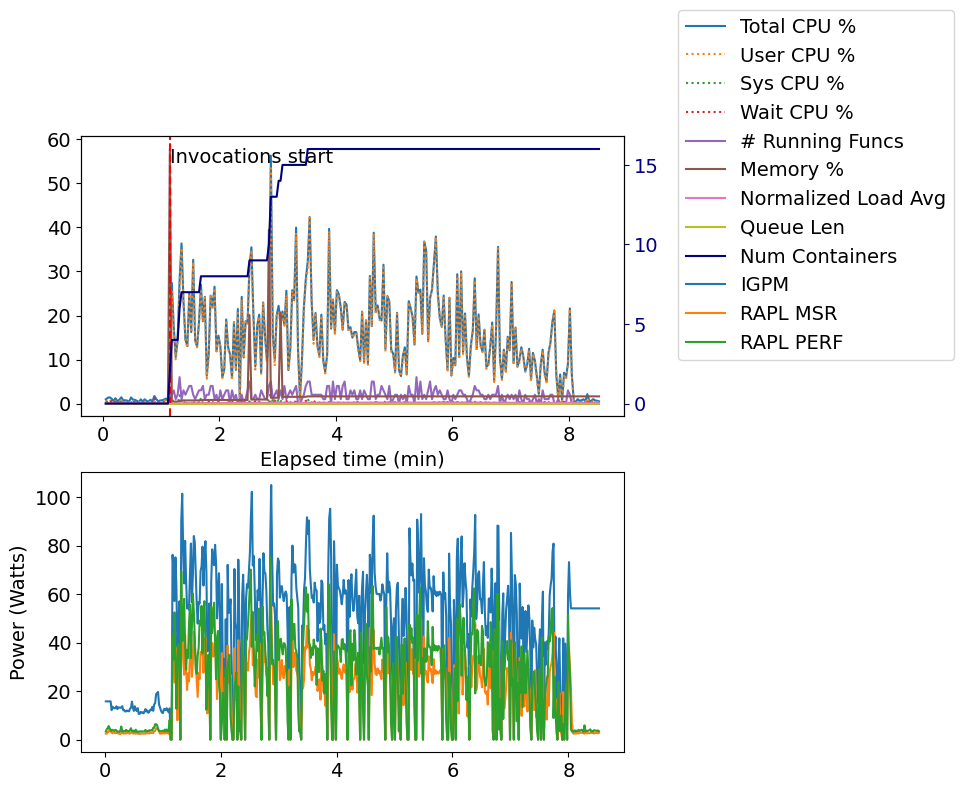 Total CPU %
User CPU %
Sys CPU %
Wait CPU %
# Running Funcs
Memory %
Normalized Load Avg
Queue Len
Num Containers
IGPM
RAPL MSR
RAPL PERF
60
50
40
30
20
10
0
Invocations start
15
10
5
0
0 2 4 6 8
Elapsed time (min)
Power (Watts)
100
80
60
40
20
0
0 2 4 6 8